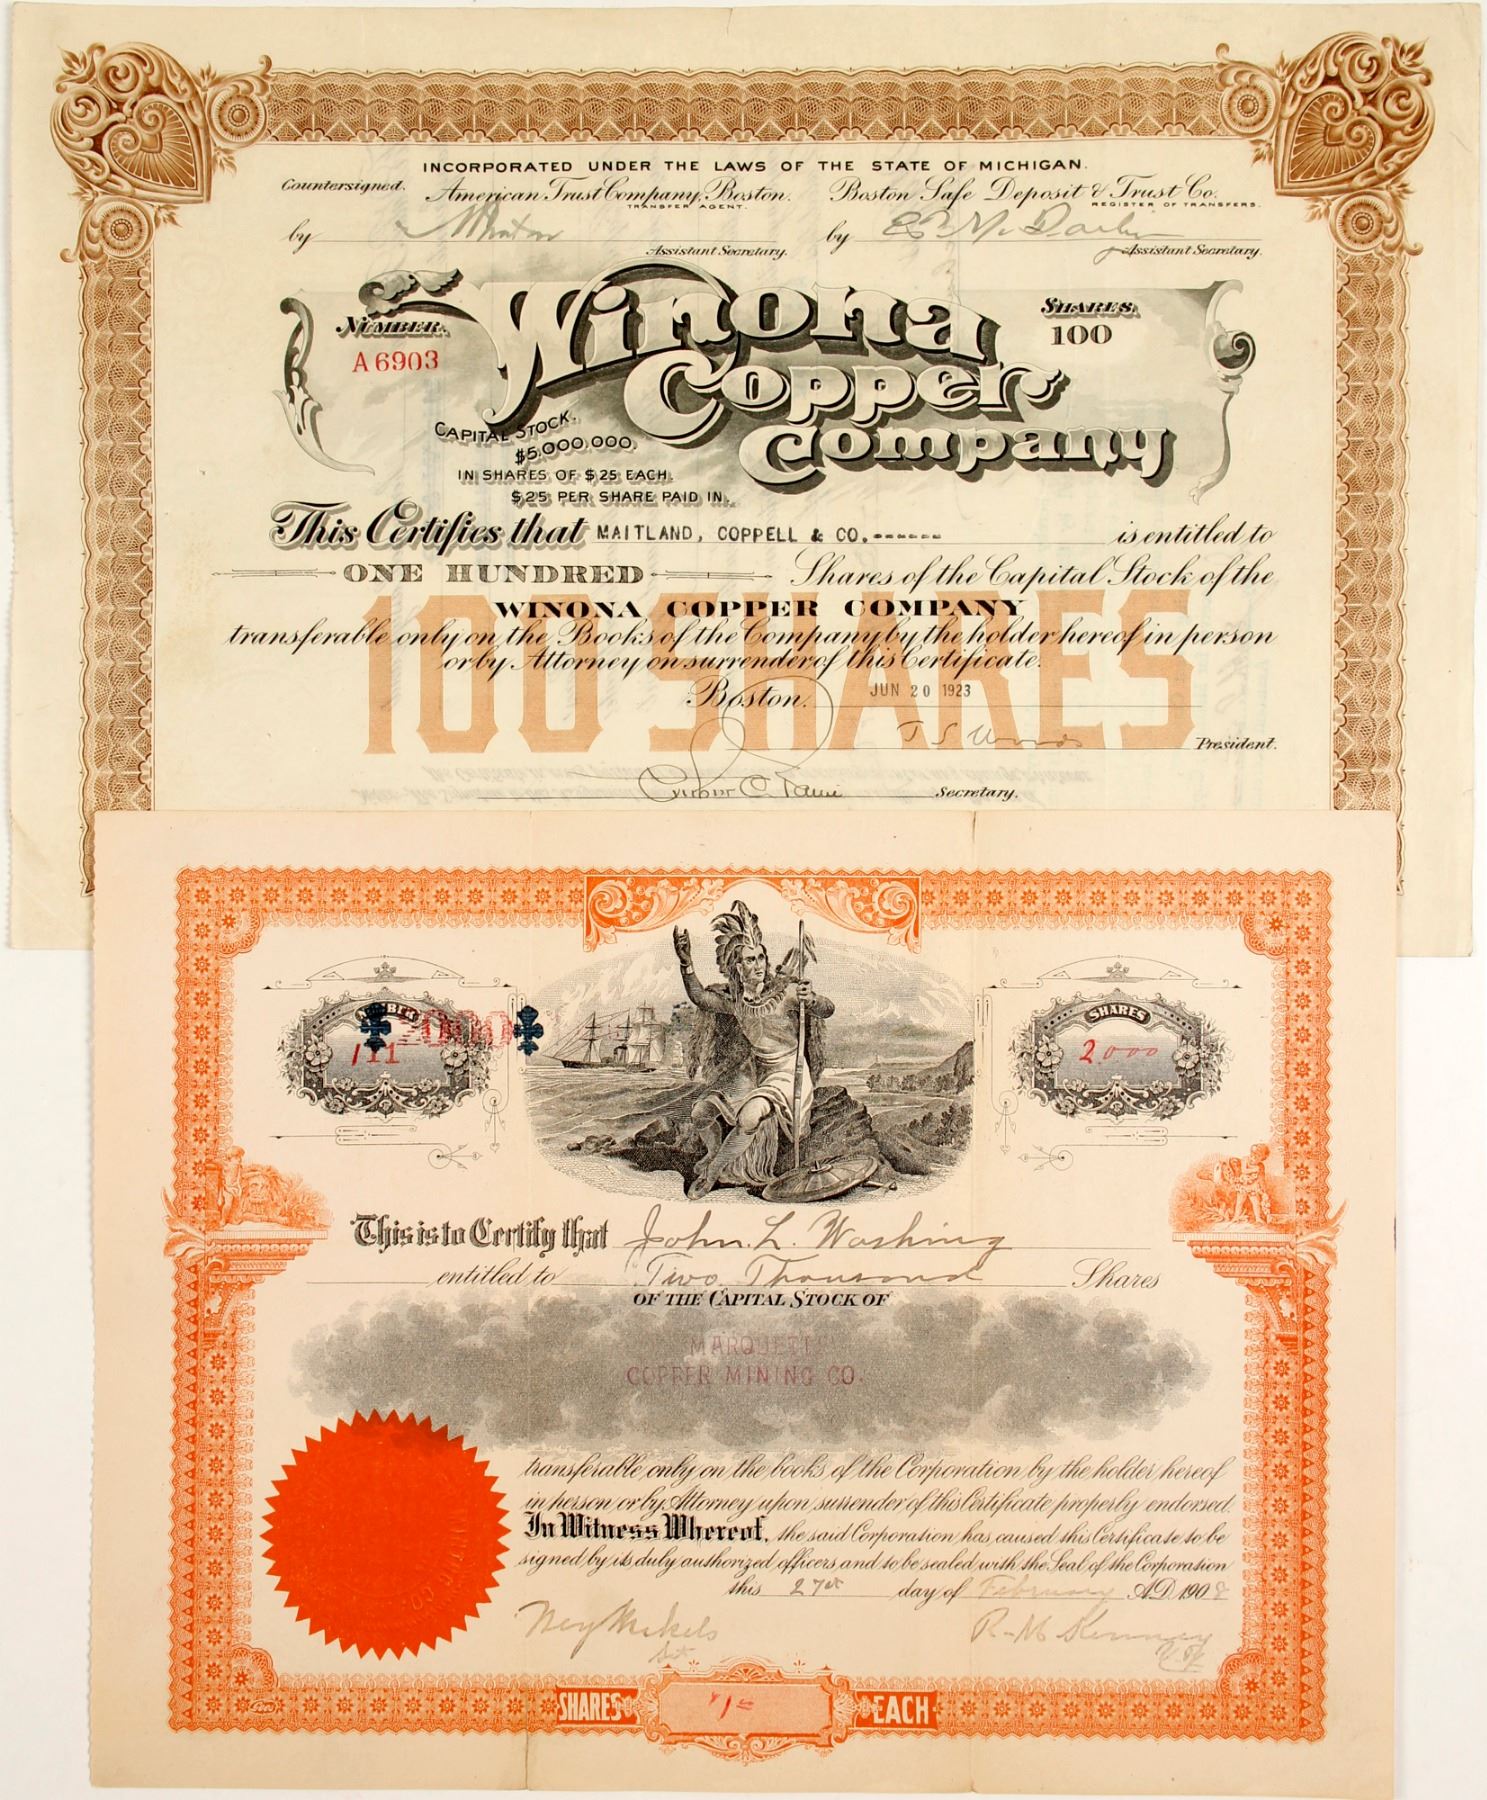 INCORPORATED UNDER THE LAWS OF THE STATE OF MICHIGAN.
Countersigned. American Trust Company, Boston. Boston Safe Deposit & Trust Co.
TRANSFER AGENT. REGISTER OF TRANSFERS.
by by
Assistant Secretary. Assistant Secretary.
NUMBER. Winona SHARES.
A6903 Copper 100
Company
CAPITAL STOCK.
$5,000,000.
IN SHARES OF $25 EACH.
$25 PER SHARE PAID IN.
This Certifies that MAITLAND, COPPELL & CO.------ is entitled to
ONE HUNDRED Shares of the Capital Stock of the
100 SHARES
WINONA COPPER COMPANY
transferable only on the Books of the Company by the holder hereof in person
or by Attorney on surrender of this Certificate.
Boston. JUN 20 1923
President.
Secretary.
NUMBER SHARES
111 2000
This is to Certify that John L. Washing
entitled to Two Thousand Shares
OF THE CAPITAL STOCK OF
MARQUETTE
COPPER MINING CO.
transferable only on the books of the Corporation by the holder hereof
in person or by Attorney upon surrender of this Certificate properly endorsed.
In Witness Whereof, the said Corporation has caused this Certificate to be
signed by its duly authorized officers and to be sealed with the Seal of the Corporation
this 27st day of February A.D. 1908
SHARES $1 EACH